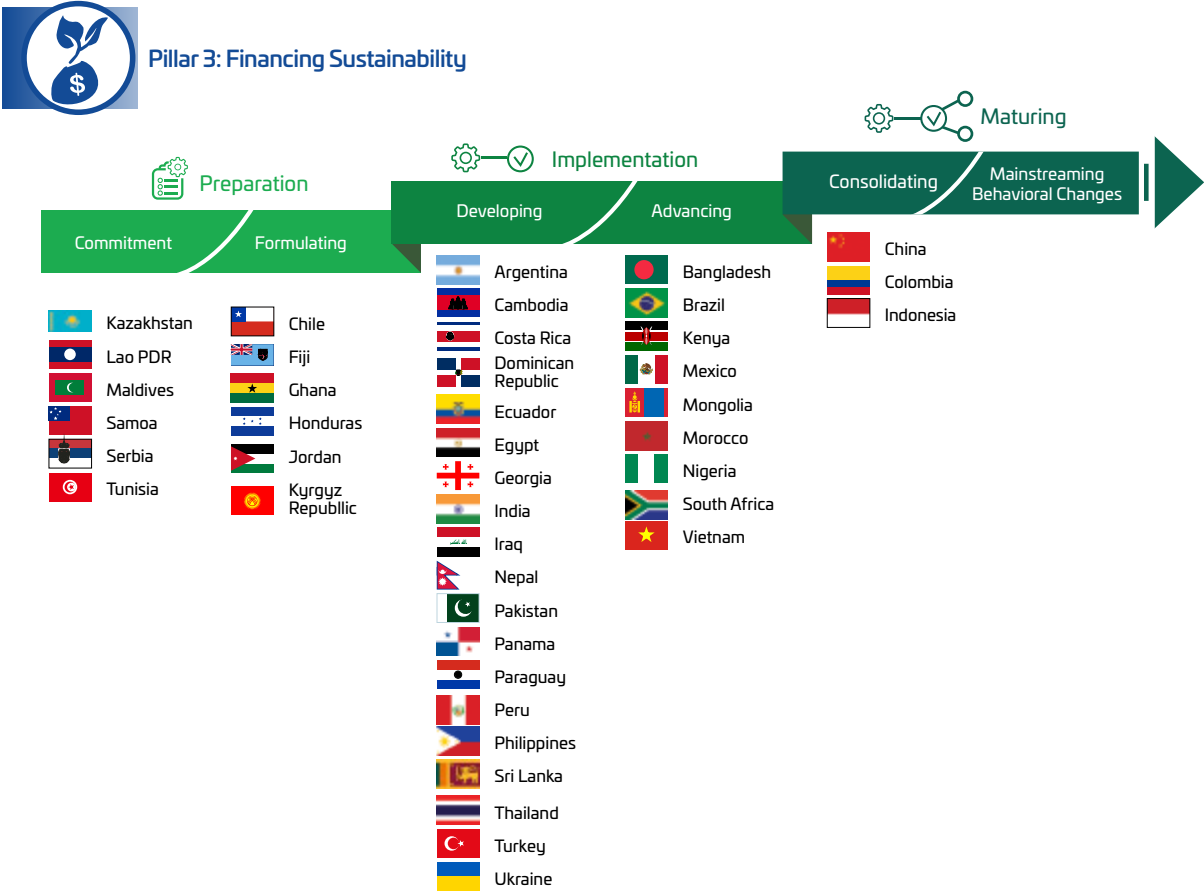 $
Pillar 3: Financing Sustainability
Preparation
Commitment
Formulating
Kazakhstan
Lao PDR
Maldives
Samoa
Serbia
Tunisia
Chile
Fiji
Ghana
Honduras
Jordan
Kyrgyz
Republlic
Implementation
Developing
Advancing
Argentina
Cambodia
Costa Rica
Dominican
Republic
Ecuador
Egypt
Georgia
India
Iraq
Nepal
Pakistan
Panama
Paraguay
Peru
Philippines
Sri Lanka
Thailand
Turkey
Ukraine
Bangladesh
Brazil
Kenya
Mexico
Mongolia
Morocco
Nigeria
South Africa
Vietnam
Maturing
Consolidating
Mainstreaming
Behavioral Changes
China
Colombia
Indonesia